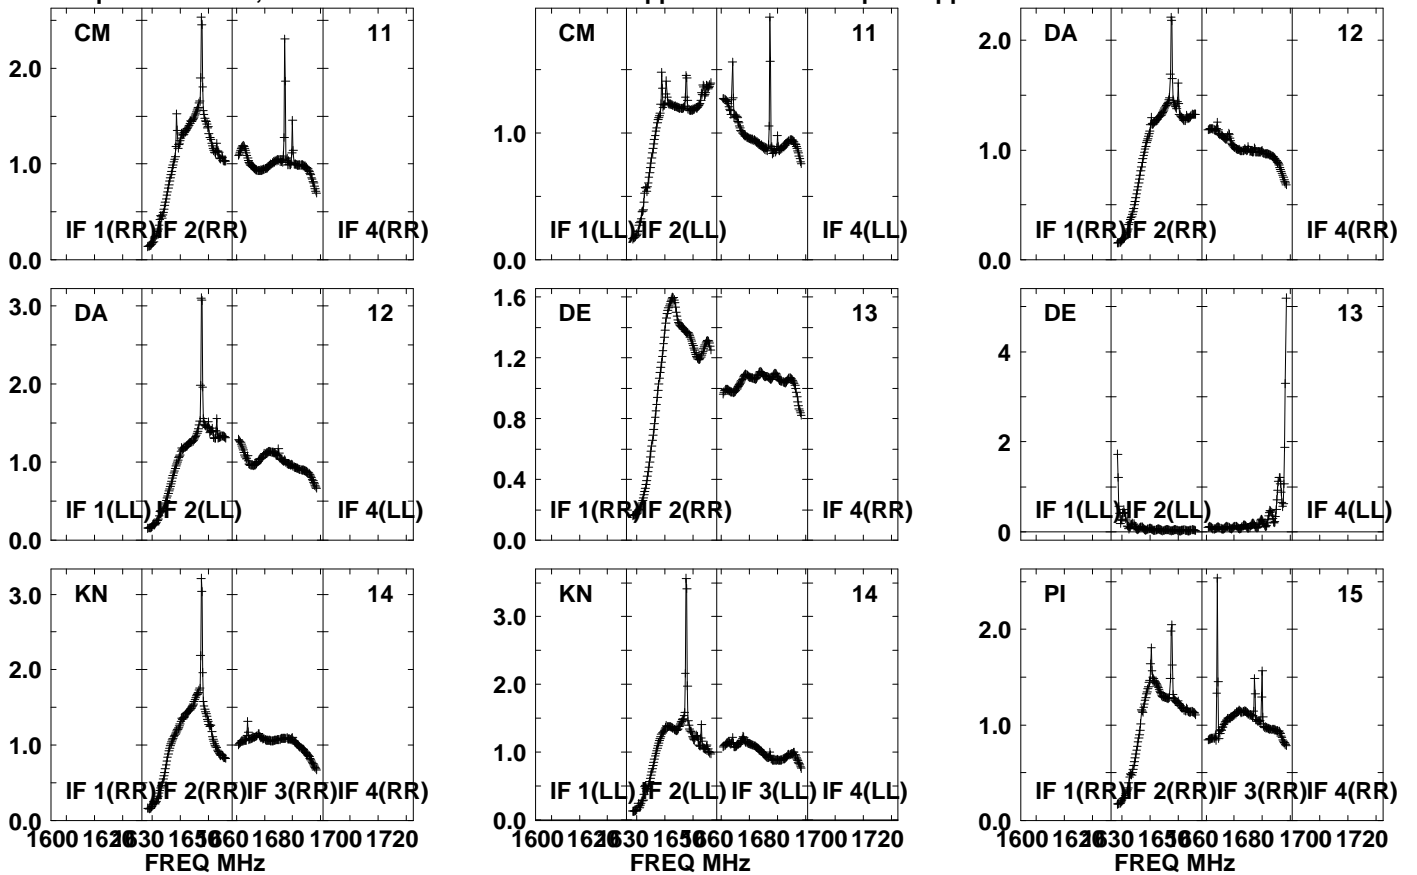 CM 11 CM 11 DA 12
2.0 2.0
1.0 1.0 1.0
IF 1(RR) IF 2(RR) IF 4(RR) IF 1(LL) IF 2(LL) IF 4(LL) IF 1(RR) IF 2(RR) IF 4(RR)
0.0 0.0 0.0
DA 12 DE 13 DE 13
3.0 1.6
2.0 1.2 4
1.0 0.8 2
0.4
IF 1(LL) IF 2(LL) IF 4(LL) IF 1(RR) IF 2(RR) IF 4(RR) IF 1(LL) IF 2(LL) IF 4(LL)
0.0 0.0 0
KN 14 KN 14 PI 15
3.0 3.0 2.0
2.0 2.0
1.0 1.0 1.0
IF 1(RR) IF 2(RR) IF 3(RR) IF 4(RR) IF 1(LL) IF 2(LL) IF 3(LL) IF 4(LL) IF 1(RR) IF 2(RR) IF 3(RR) IF 4(RR)
0.0 0.0 0.0
1600 1620 1630 1650 1660 1680 1700 1720 1600 1620 1630 1650 1660 1680 1700 1720 1600 1620 1630 1650 1660 1680 1700 1720
FREQ MHz FREQ MHz FREQ MHz